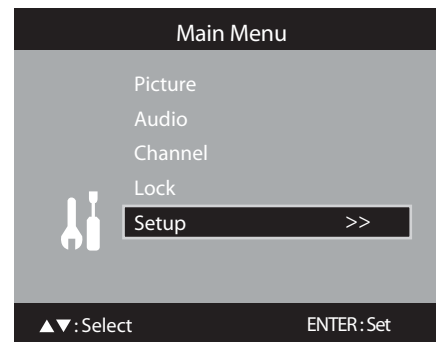 Main Menu
Picture
Audio
Channel
Lock
Setup >>
▲▼: Select ENTER: Set